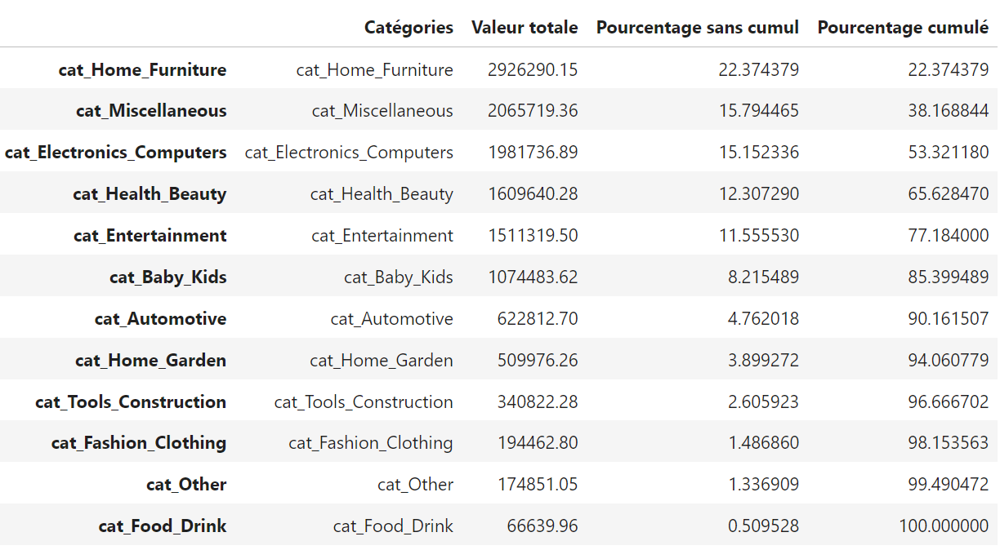 Catégories Valeur totale Pourcentage sans cumul Pourcentage cumulé
cat_Home_Furniture cat_Home_Furniture 2926290.15 22.374379 22.374379
cat_Miscellaneous cat_Miscellaneous 2065719.36 15.794465 38.168844
cat_Electronics_Computers cat_Electronics_Computers 1981736.89 15.152336 53.321180
cat_Health_Beauty cat_Health_Beauty 1609640.28 12.307290 65.628470
cat_Entertainment cat_Entertainment 1511319.50 11.555530 77.184000
cat_Baby_Kids cat_Baby_Kids 1074483.62 8.215489 85.399489
cat_Automotive cat_Automotive 622812.70 4.762018 90.161507
cat_Home_Garden cat_Home_Garden 509976.26 3.899272 94.060779
cat_Tools_Construction cat_Tools_Construction 340822.28 2.605923 96.666702
cat_Fashion_Clothing cat_Fashion_Clothing 194462.80 1.486860 98.153563
cat_Other cat_Other 174851.05 1.336909 99.490472
cat_Food_Drink cat_Food_Drink 66639.96 0.509528 100.000000